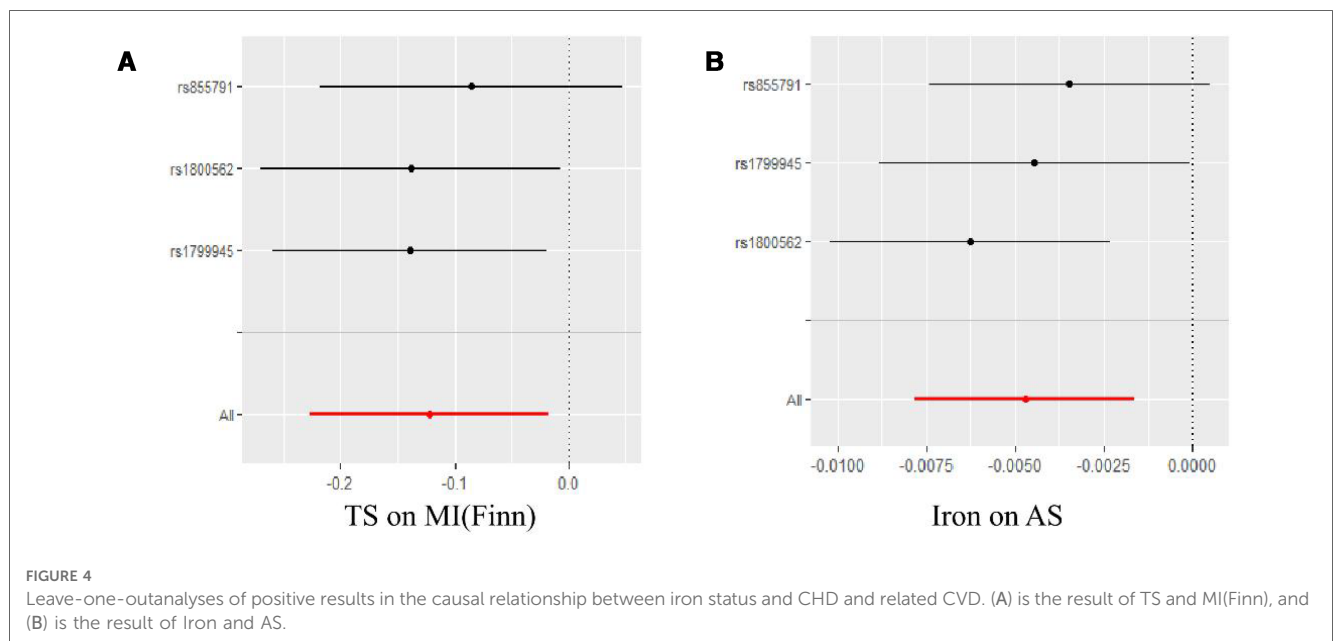 A
rs855791
rs1800562
rs1799945
All
-0.2
-0.1
0.0
TS on MI(Finn)
B
rs855791
rs1799945
rs1800562
All
-0.0100
-0.0075
-0.0050
-0.0025
0.0000
Iron on AS
FIGURE 4
Leave-one-outanalyses of positive results in the causal relationship between iron status and CHD and related CVD. (A) is the result of TS and MI(Finn), and
(B) is the result of Iron and AS.